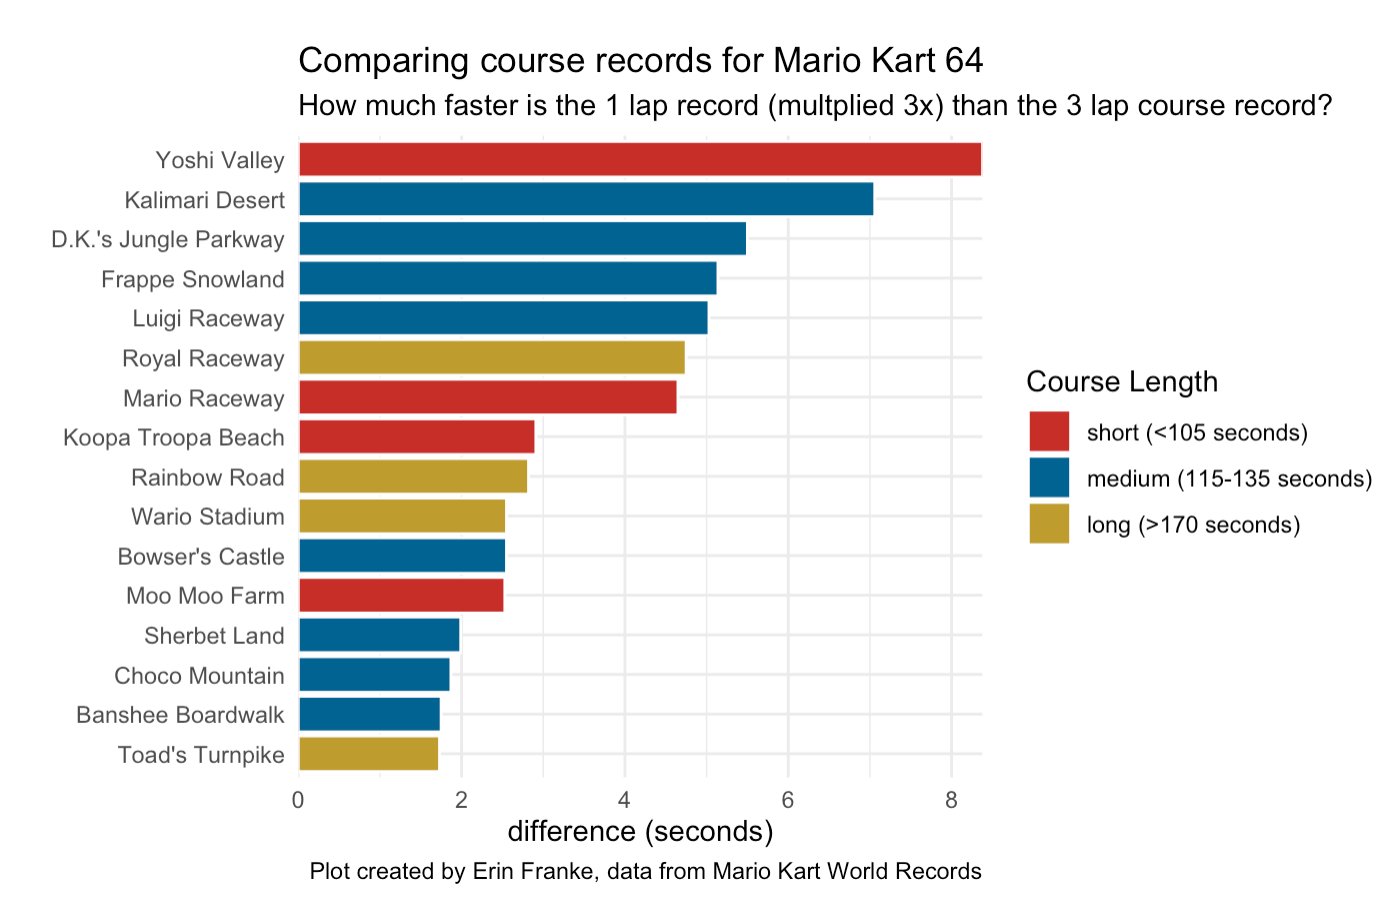 Comparing course records for Mario Kart 64
How much faster is the 1 lap record (multplied 3x) than the 3 lap course record?
Yoshi Valley
Kalimari Desert
D.K.'s Jungle Parkway
Frappe Snowland
Luigi Raceway
Royal Raceway
Mario Raceway
Koopa Troopa Beach
Rainbow Road
Wario Stadium
Bowser's Castle
Moo Moo Farm
Sherbet Land
Choco Mountain
Banshee Boardwalk
Toad's Turnpike
0 2 4 6 8
difference (seconds)
Course Length
short (<105 seconds)
medium (115-135 seconds)
long (>170 seconds)
Plot created by Erin Franke, data from Mario Kart World Records